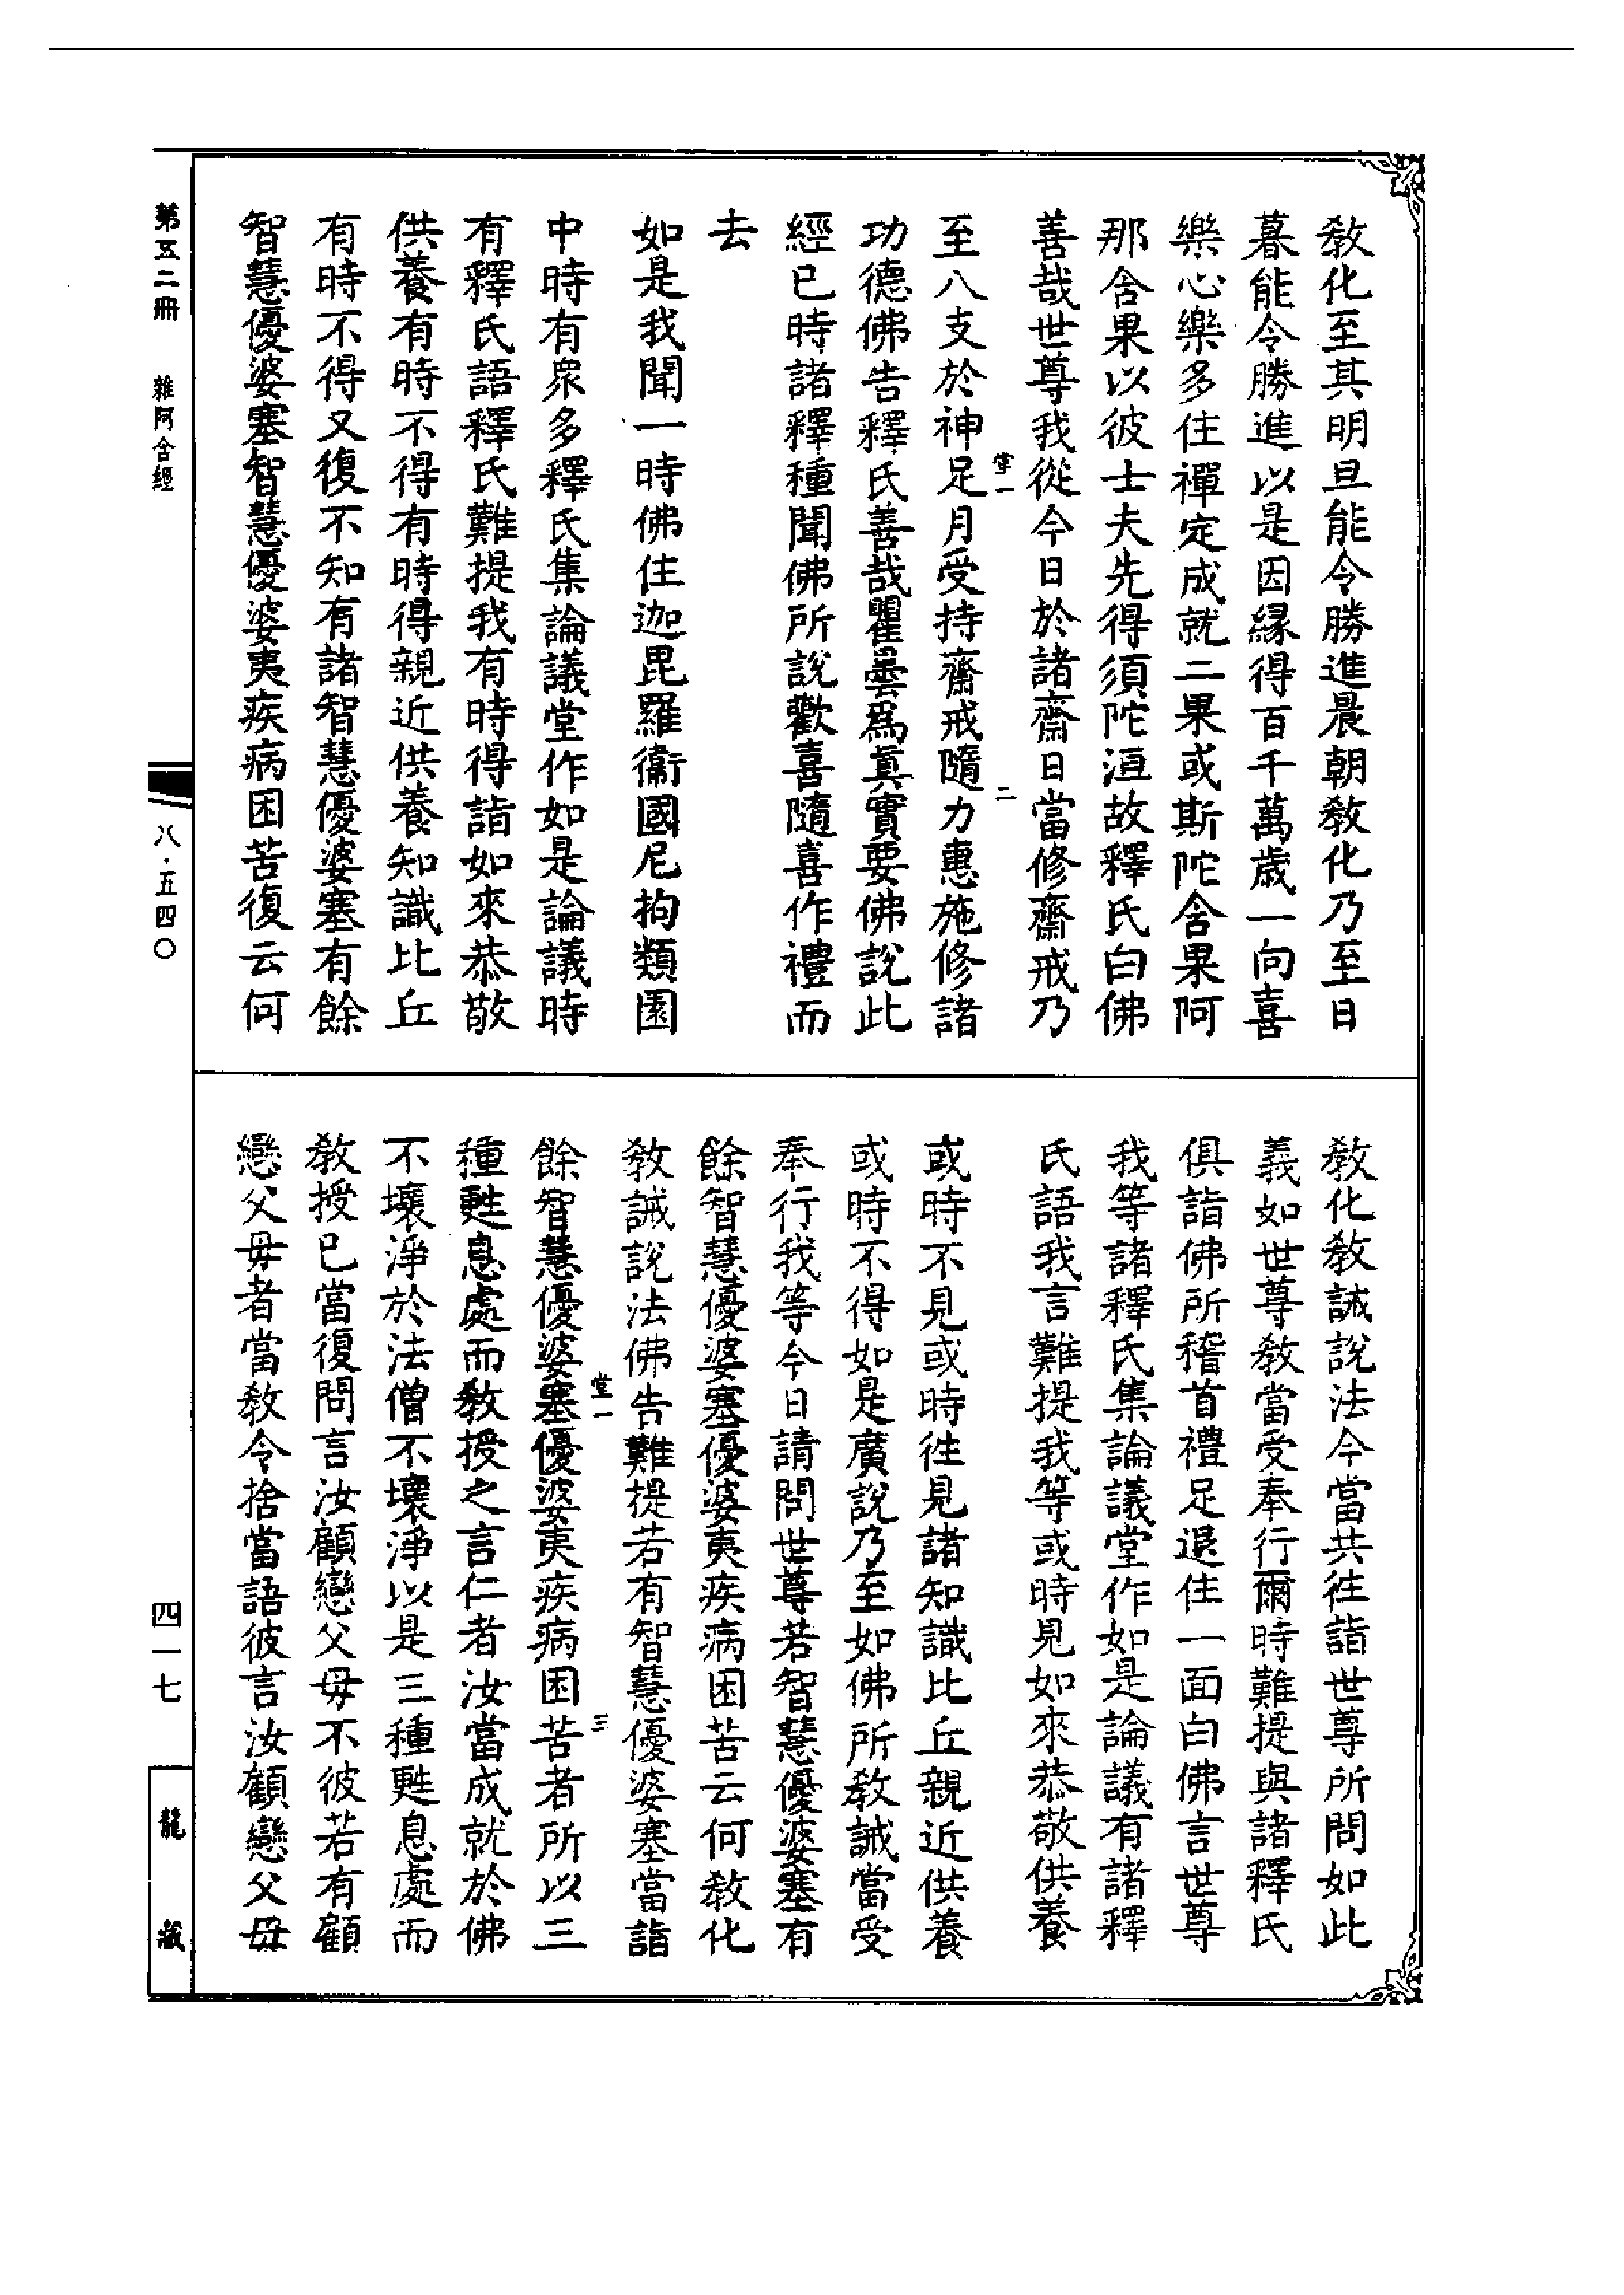 教化至其明旦能令勝進晨朝教化乃至日
暮能令勝進以是因緣得百千萬歲一向喜
樂心樂多住禪定成就二果或斯陀含果阿
那含果以彼士夫先得須陀洹故釋氏白佛
善哉世尊我從今日於諸齋日當修齋戒乃
堂一
二
至八支於神足月受持齋戒隨力惠施修諸
功德佛告釋氏善哉瞿曇為真實要佛說此
經已時諸釋種聞佛所說歡喜隨喜作禮而
去
如是我聞一時佛住迦毘羅衞國尼拘類園
中時有眾多釋氏集論議堂作如是論議時
有釋氏語釋氏難提我有時得詣如來恭敬
供養有時不得有時得親近供養知識比丘
有時不得又復不知有諸智慧優婆塞有餘
智慧優婆塞智慧優婆夷疾病困苦復云何
教化教誡說法今當共往詣世尊所問如此
義如世尊教當受奉行爾時難提與諸釋氏
俱詣佛所稽首禮足退住一面白佛言世尊
我等諸釋氏集論議堂作如是論議有諸釋
氏語我言難提我等或時見如來恭敬供養
或時不見或時往見諸知識比丘親近供養
或時不得如是廣說乃至如佛所教誡當受
奉行我等今日請問世尊若智慧優婆塞有
餘智慧優婆塞優婆夷疾病困苦云何教化
教誡說法佛告難提若有智慧優婆塞當詣
堂一
三
餘智慧優婆塞優婆夷疾病困苦者所以三
種甦息處而教授之言仁者汝當成就於佛
不壞淨於法僧不壞淨以是三種甦息處而
教授已當復問言汝顧戀父母不彼若有顧
戀父母者當教令捨當語彼言汝顧戀父母
第五二冊 雜阿含經
八·五四〇
四一七
龍藏